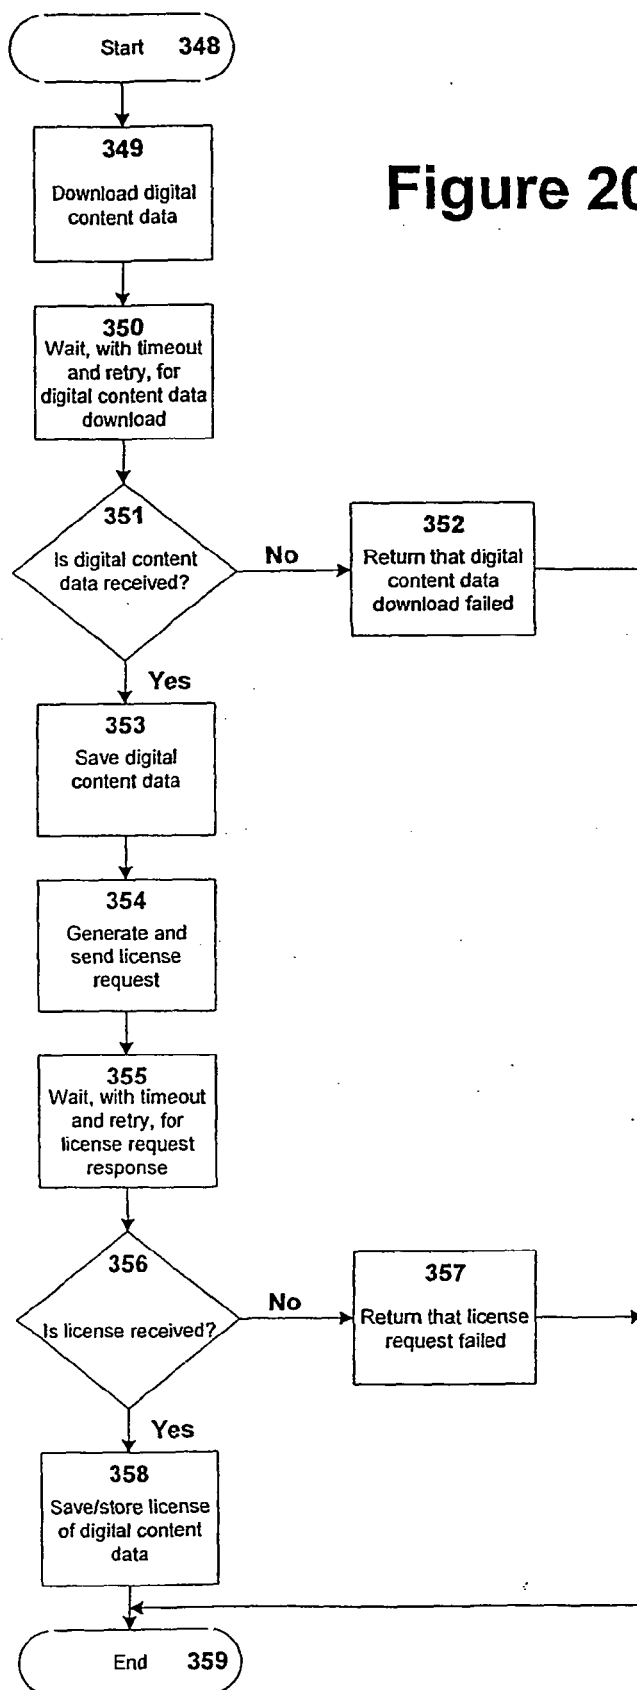 Start 348
349
Download digital
content data
Figure 20
350
Wait, with timeout
and retry, for
digital content data
download
351
Is digital content
data received?
No
352
Return that digital
content data
download failed
Yes
353
Save digital
content data
354
Generate and
send license
request
355
Wait, with timeout
and retry, for
license request
response
356
Is license received?
No
357
Return that license
request failed
Yes
358
Save/store license
of digital content
data
End 359